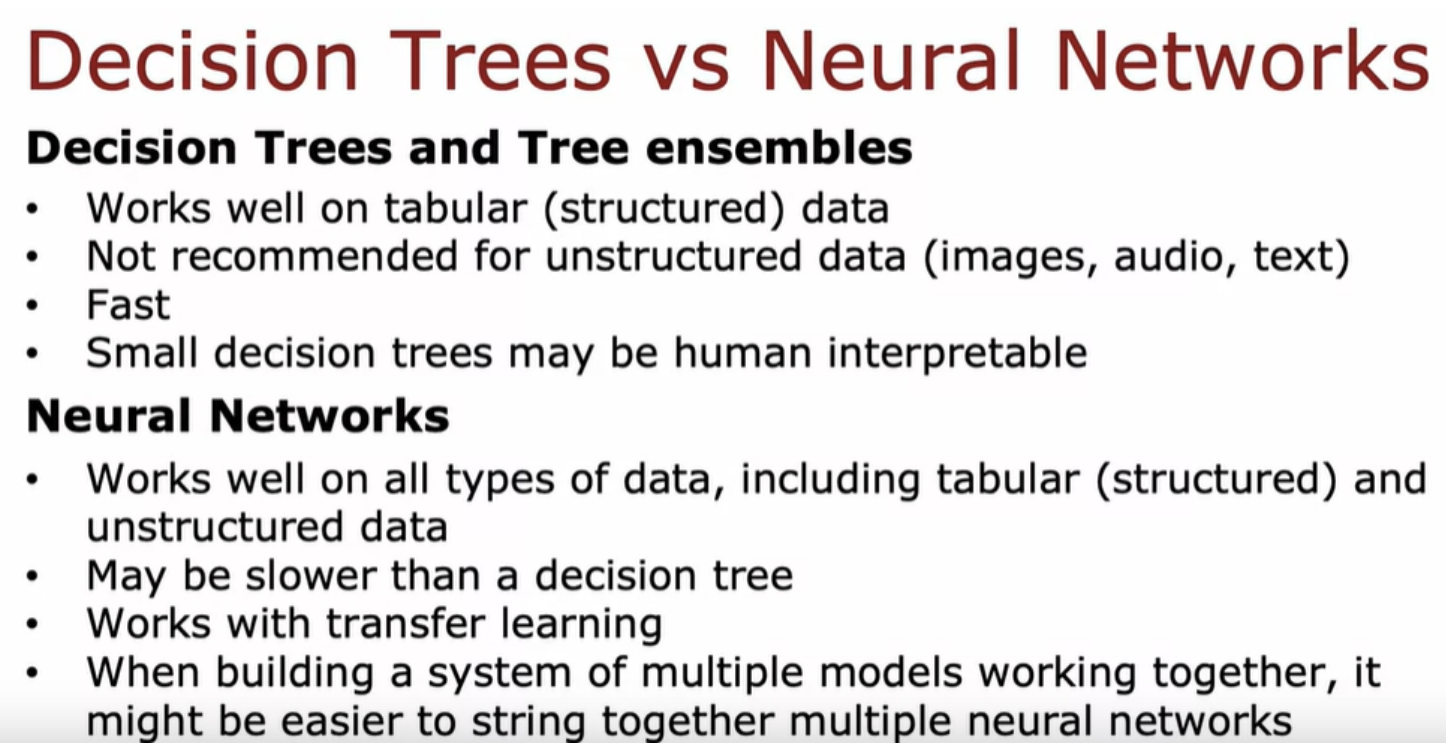 Decision Trees vs Neural Networks
Decision Trees and Tree ensembles
• Works well on tabular (structured) data
• Not recommended for unstructured data (images, audio, text)
• Fast
• Small decision trees may be human interpretable
Neural Networks
• Works well on all types of data, including tabular (structured) and
unstructured data
• May be slower than a decision tree
• Works with transfer learning
• When building a system of multiple models working together, it
might be easier to string together multiple neural networks